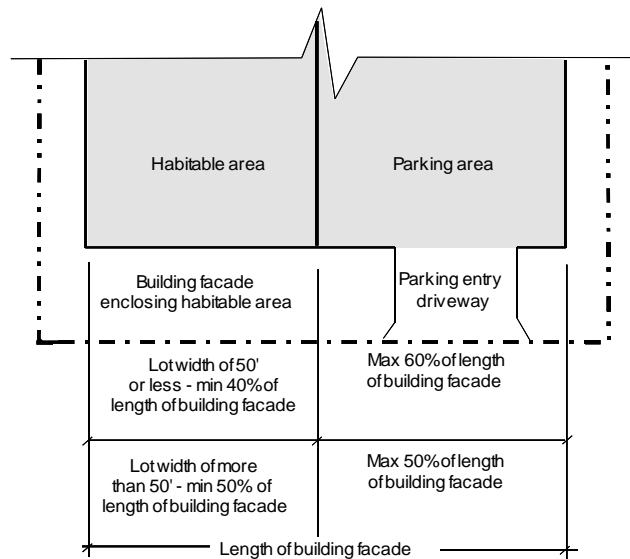 Habitable area
Parking area
Building facade
enclosing habitable area
Parking entry
driveway
Lot width of 50'
or less - min 40% of
length of building facade
Max 60% of length
of building facade
Lot width of more
than 50' - min 50% of
length of building facade
Max 50% of length
of building facade
Length of building facade